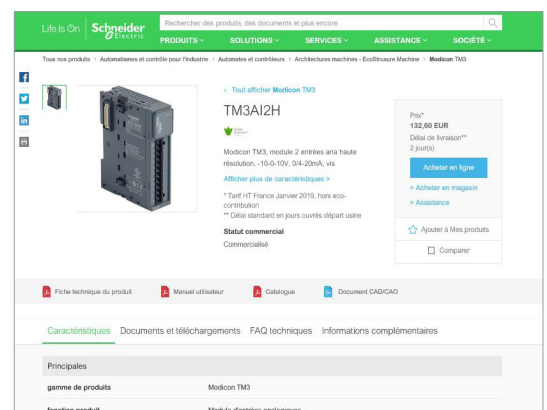 Life Is On
Schneider Electric
Rechercher des produits, des documents et plus encore
PRODUITS
SOLUTIONS
SERVICES
ASSISTANCE
SOCIÉTÉ
Tous nos produits > Automatismes et contrôle pour l'industrie > Automates et contrôleurs > Architectures machines - EcoStruxure Machine > Modicon TM3
< Tout afficher Modicon TM3
TM3AI2H
Modicon TM3, module 2 entrées ana haute
résolution, -10-0-10V, 0/4-20mA, vis
Afficher plus de caractéristiques >
* Tarif HT France Janvier 2019, hors eco-
contribution
** Délai standard en jours ouvrés départ usine
Statut commercial
Commercialisé
Prix*
132,60 EUR
Délai de livraison**
2 jour(s)
Acheter en ligne
> Acheter en magasin
> Assistance
Ajouter à Mes produits
Comparer
Fiche technique du produit
Manuel utilisateur
Catalogue
Document CAD/CAO
Caractéristiques
Documents et téléchargements
FAQ techniques
Informations complémentaires
Principales
gamme de produits
Modicon TM3